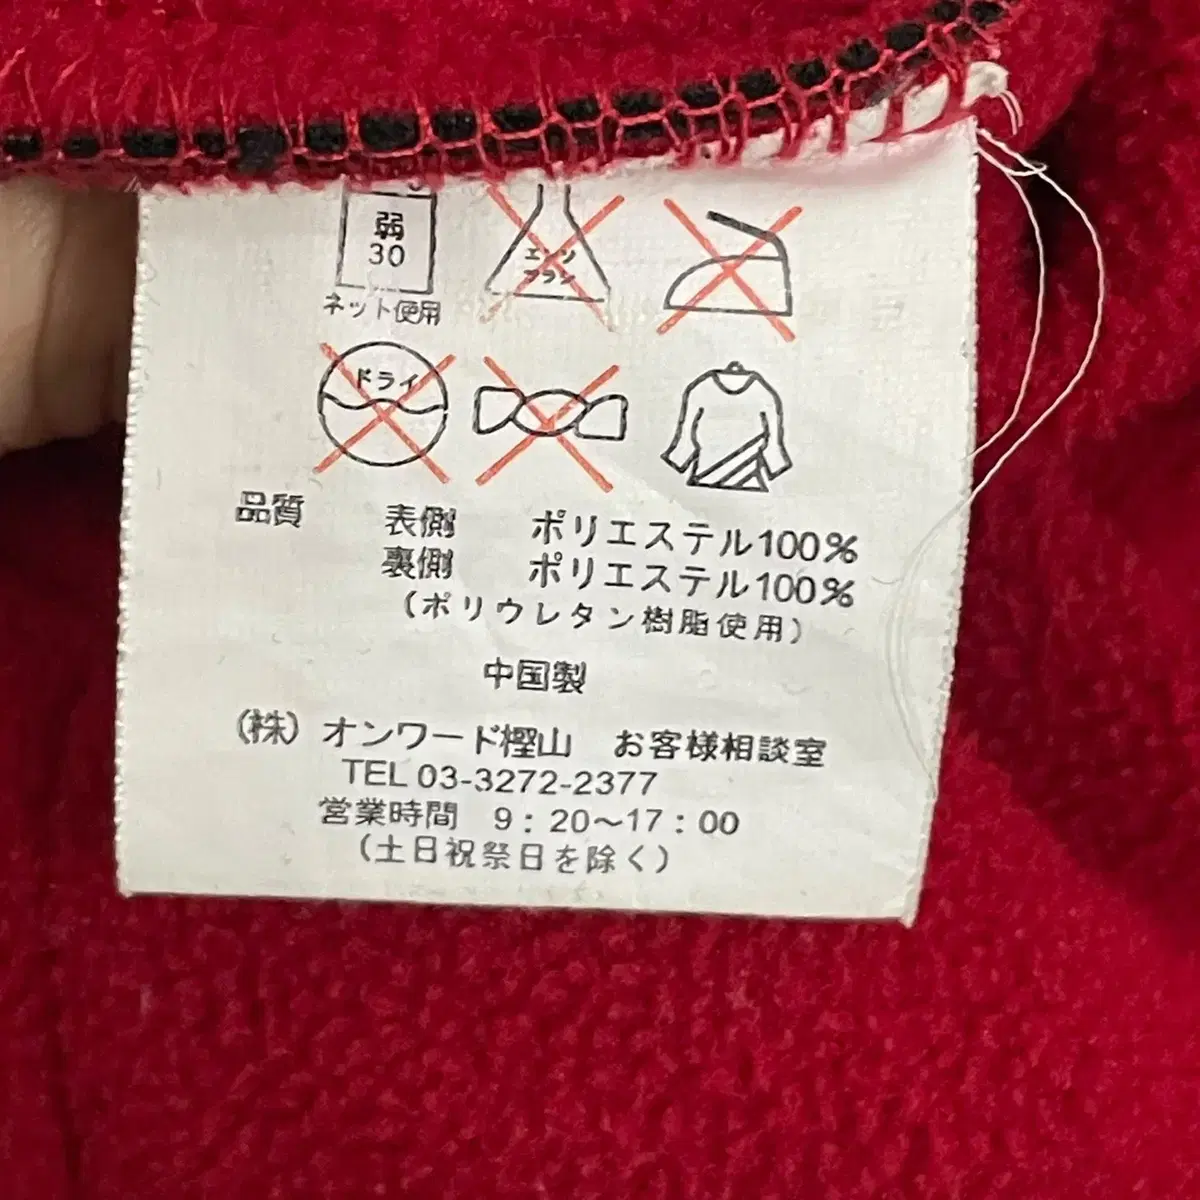 弱
30
ネット使用
エンソ
サラシ
ドライ
品質 表側 ポリエステル100%
裏側 ポリエステル100%
(ポリウレタン樹脂使用)
中国製
(株) オンワード樫山 お客様相談室
TEL 03-3272-2377
営業時間 9:20~17:00
(土日祝祭日を除く)